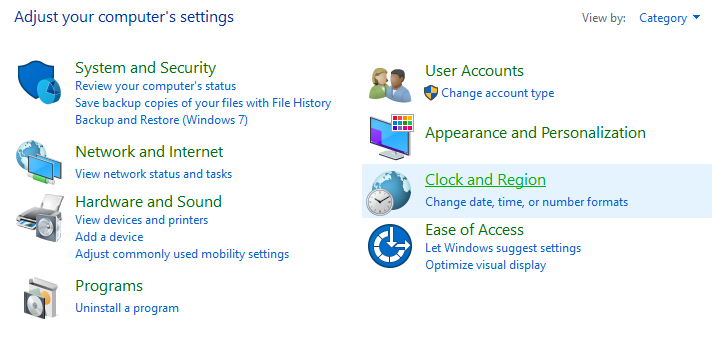 Adjust your computer's settings
View by: Category
System and Security
Review your computer's status
Save backup copies of your files with File History
Backup and Restore (Windows 7)
Network and Internet
View network status and tasks
Hardware and Sound
View devices and printers
Add a device
Adjust commonly used mobility settings
Programs
Uninstall a program
User Accounts
Change account type
Appearance and Personalization
Clock and Region
Change date, time, or number formats
Ease of Access
Let Windows suggest settings
Optimize visual display